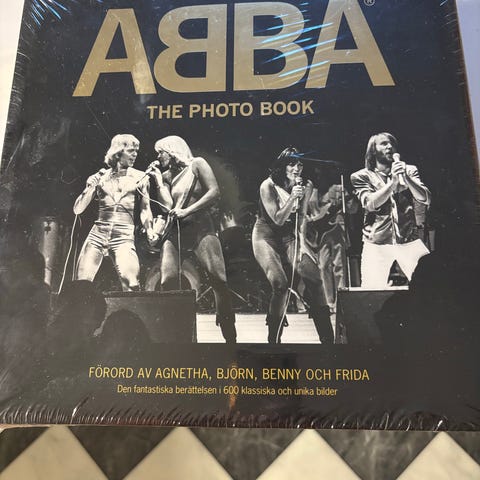 ABBA®
THE PHOTO BOOK
FÖRORD AV AGNETHA, BJÖRN, BENNY OCH FRIDA
Den fantastiska berättelsen i 600 klassiska och unika bilder